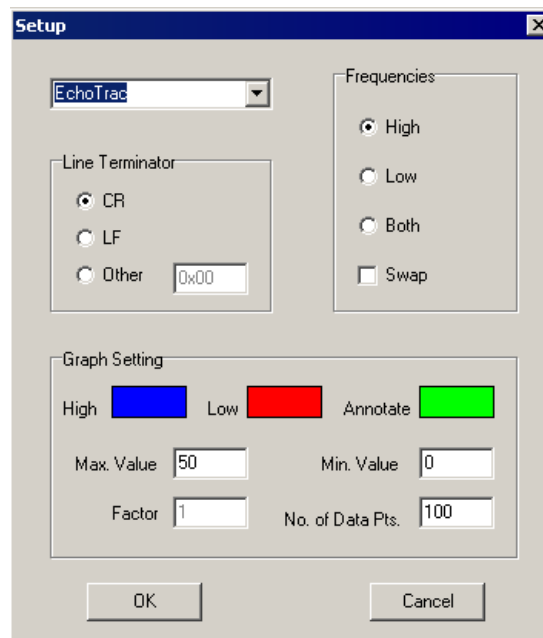 Setup
EchoTrac
Frequencies
High
Low
Both
Swap
Line Terminator
CR
LF
Other 0x00
Graph Setting
High Low Annotate
Max. Value 50 Min. Value 0
Factor 1 No. of Data Pts. 100
OK Cancel